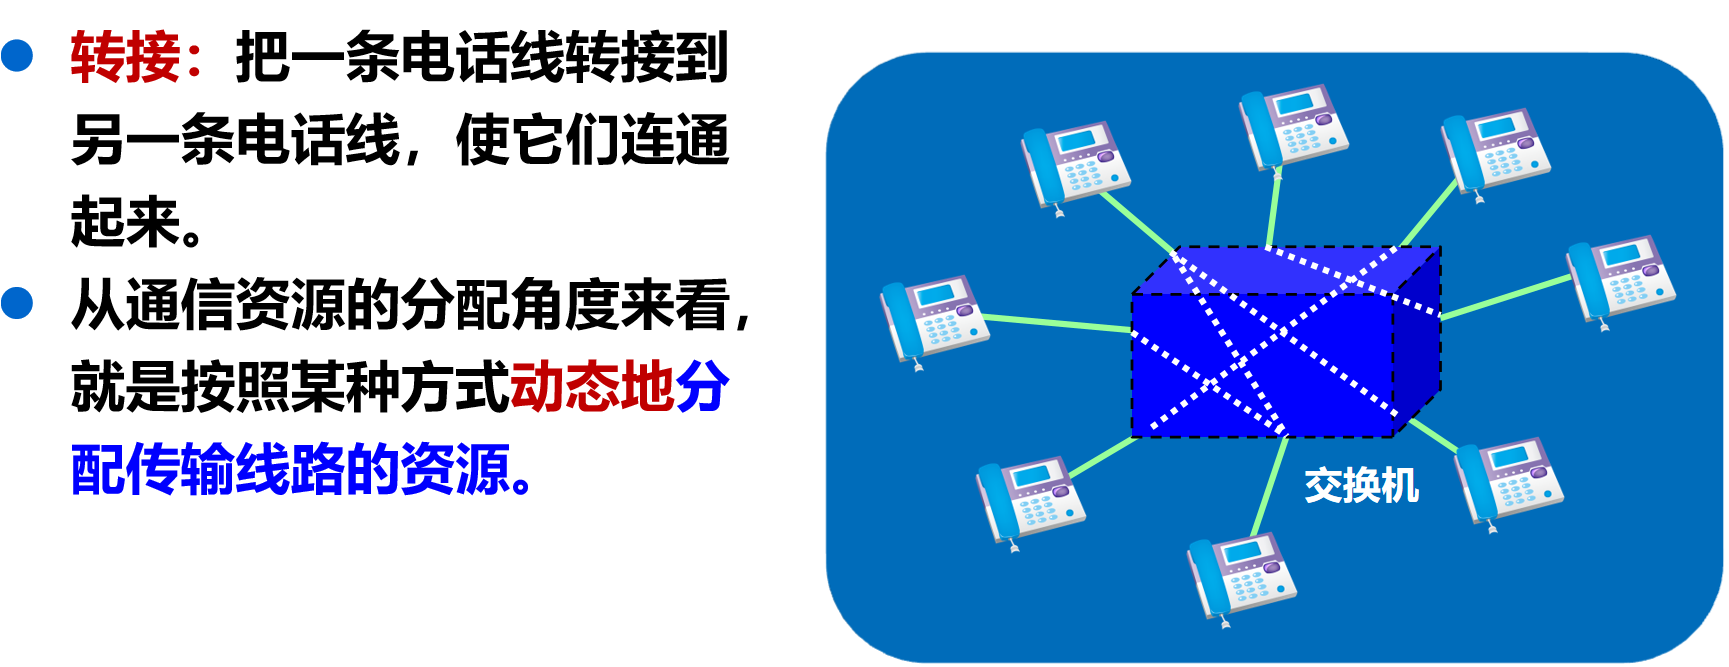 转接：把一条电话线转接到
另一条电话线，使它们连通
起来。
从通信资源的分配角度来看，
就是按照某种方式动态地分
配传输线路的资源。
交换机